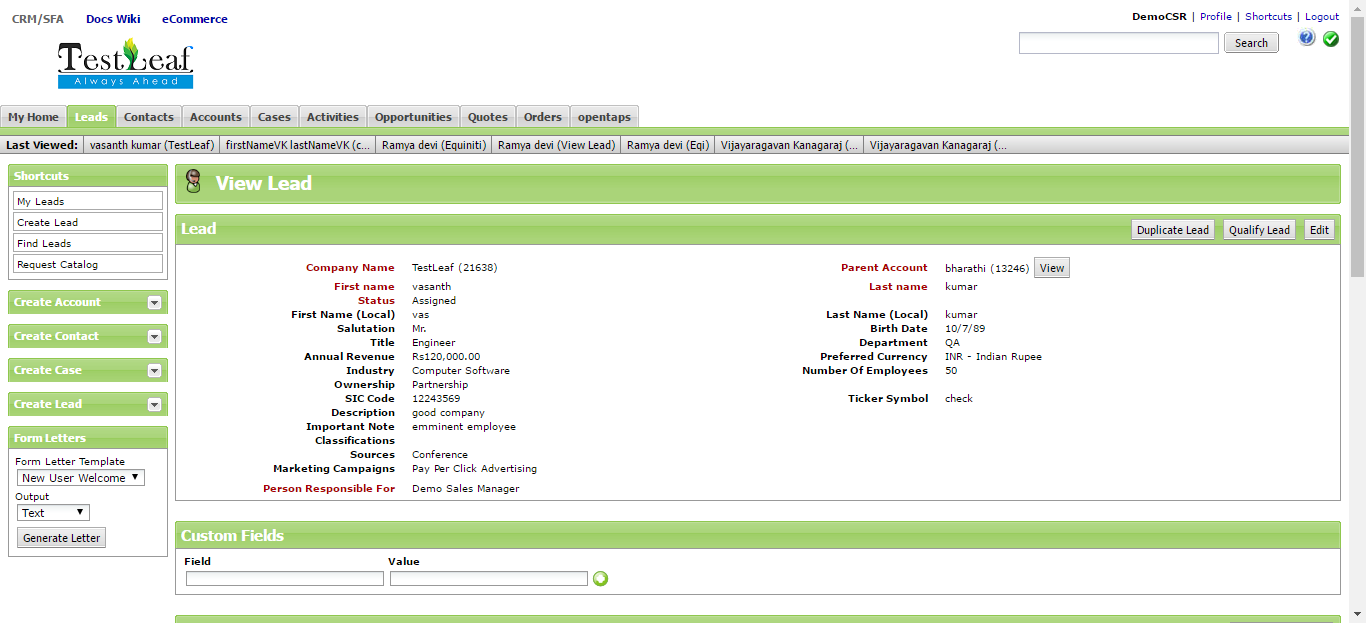 CRM/SFA Docs Wiki eCommerce
DemoCSR | Profile | Shortcuts | Logout
Search
TestLeaf
Always Ahead
My Home Leads Contacts Accounts Cases Activities Opportunities Quotes Orders opentaps
Last Viewed: vasanth kumar (TestLeaf) firstNameVK lastNameVK (c... Ramya devi (Equiniti) Ramya devi (View Lead) Ramya devi (Eqi) Vijayaragavan Kanagaraj (... Vijayaragavan Kanagaraj (...
Shortcuts
My Leads
Create Lead
Find Leads
Request Catalog
Create Account
Create Contact
Create Case
Create Lead
Form Letters
Form Letter Template
New User Welcome
Output
Text
Generate Letter
View Lead
Lead Duplicate Lead Qualify Lead Edit
Company Name TestLeaf (21638) Parent Account bharathi (13246) View
First name vasanth Last name kumar
Status Assigned
First Name (Local) vas Last Name (Local) kumar
Salutation Mr. Birth Date 10/7/89
Title Engineer Department QA
Annual Revenue Rs120,000.00 Preferred Currency INR - Indian Rupee
Industry Computer Software Number Of Employees 50
Ownership Partnership
SIC Code 12243569 Ticker Symbol check
Description good company
Important Note emminent employee
Classifications
Sources Conference
Marketing Campaigns Pay Per Click Advertising
Person Responsible For Demo Sales Manager
Custom Fields
Field Value